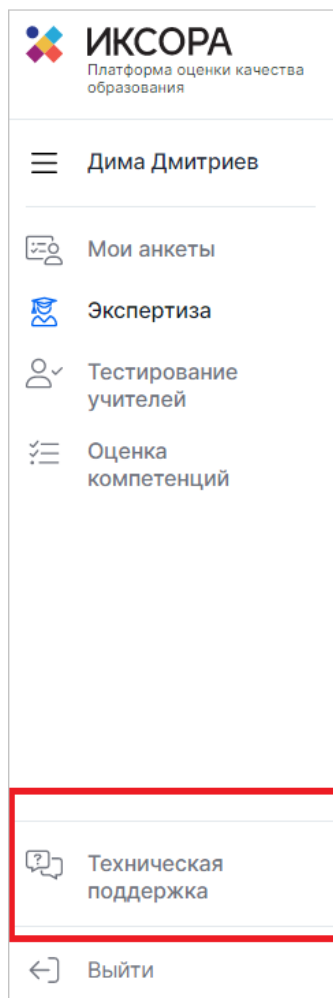 ИКСОРА
Платформа оценки качества
образования
Дима Дмитриев
Мои анкеты
Экспертиза
Тестирование
учителей
Оценка
компетенций
Техническая
поддержка
Выйти